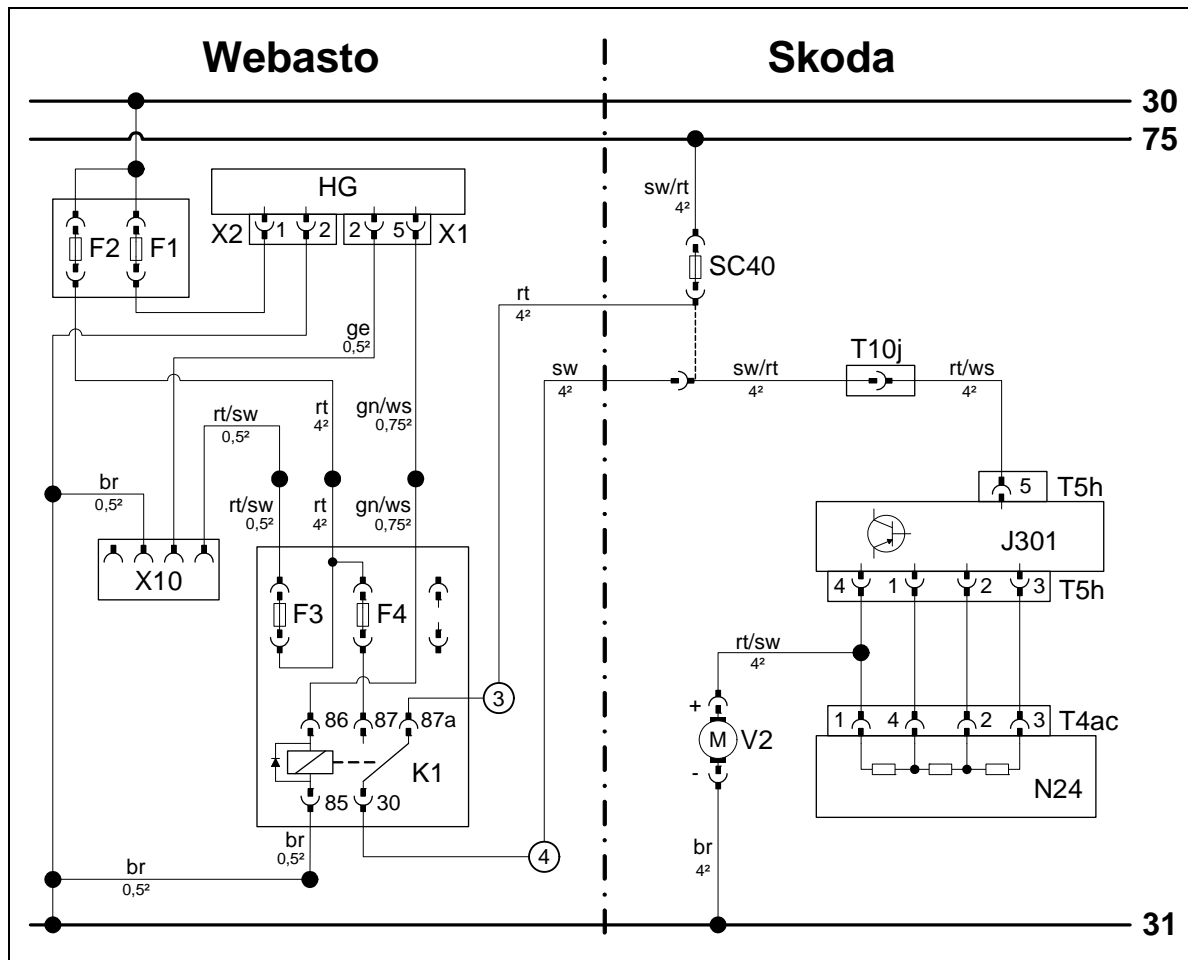 Webasto
Skoda
30
75
HG
X2 1 2 2 5 X1
F2 F1
sw/rt
4²
SC40
rt
4²
ge
0,5²
T10j
sw
4²
sw/rt
4²
rt/ws
4²
rt/sw
0,5²
rt
4²
gn/ws
0,75²
br
0,5²
rt/sw
0,5²
rt
4²
gn/ws
0,75²
5 T5h
J301
X10
4 1 2 3 T5h
F3 F4
rt/sw
4²
3
86 87 87a
+
M V2
-
1 4 2 3 T4ac
K1
N24
85 30
br
0,5²
4
br
4²
br
0,5²
31